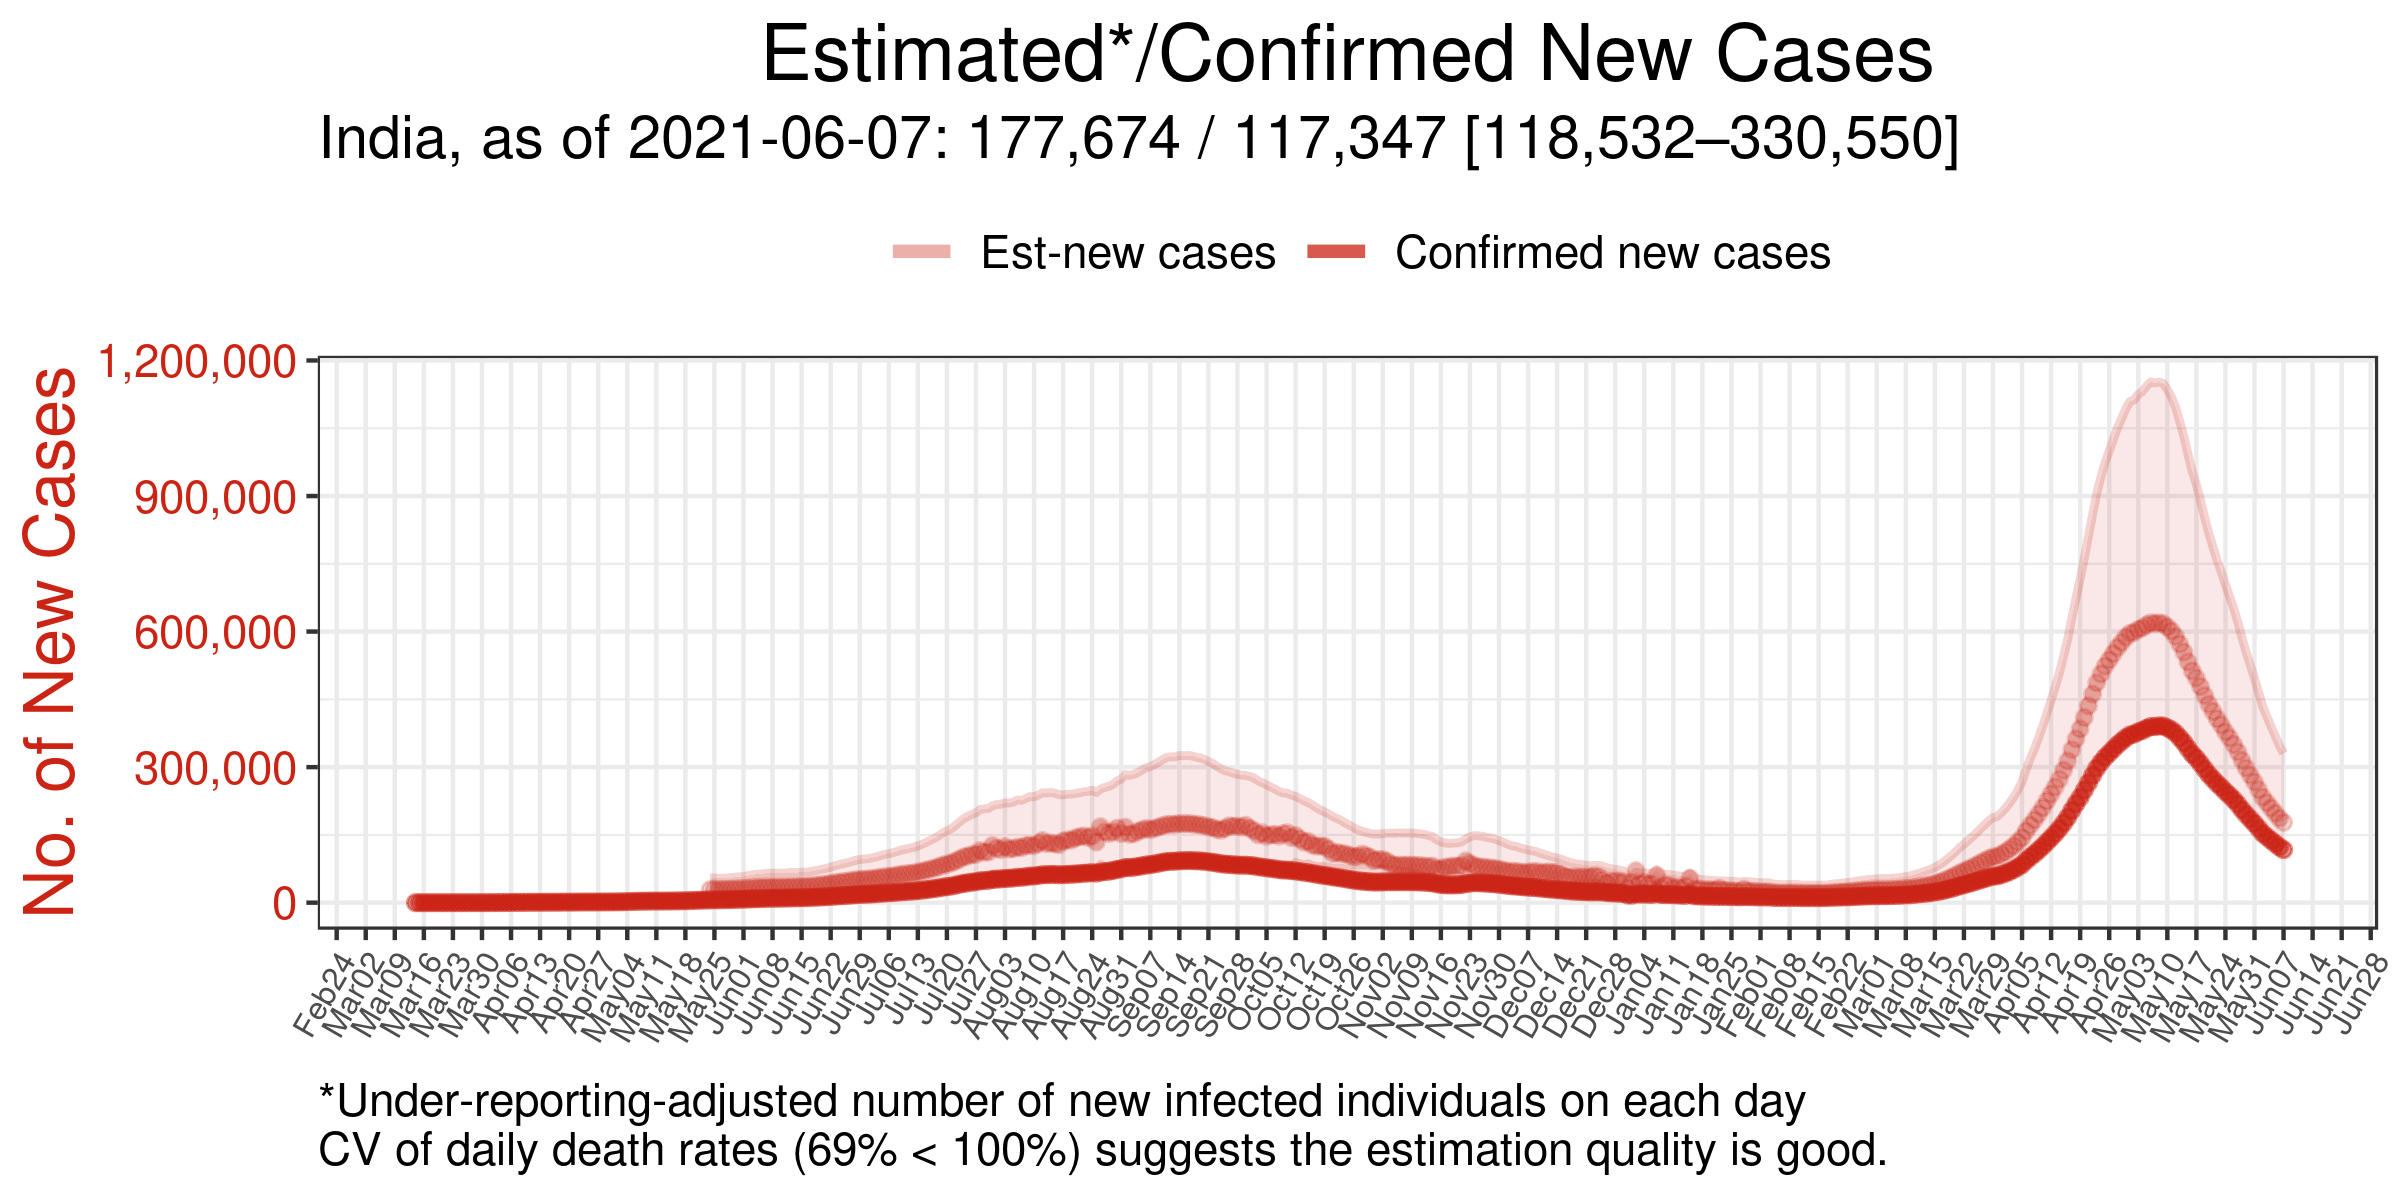 Estimated*/Confirmed New Cases
India, as of 2021-06-07: 177,674 / 117,347 [118,532–330,550]
Est-new cases
Confirmed new cases
No. of New Cases
1,200,000
900,000
600,000
300,000
0
Feb24
Mar02
Mar09
Mar16
Mar23
Mar30
Apr06
Apr13
Apr20
Apr27
May04
May11
May18
May25
Jun01
Jun08
Jun15
Jun22
Jun29
Jul06
Jul13
Jul20
Jul27
Aug03
Aug10
Aug17
Aug24
Aug31
Sep07
Sep14
Sep21
Sep28
Oct05
Oct12
Oct19
Oct26
Nov02
Nov09
Nov16
Nov23
Nov30
Dec07
Dec14
Dec21
Dec28
Jan04
Jan11
Jan18
Jan25
Feb01
Feb08
Feb15
Feb22
Mar01
Mar08
Mar15
Mar22
Mar29
Apr05
Apr12
Apr19
Apr26
May03
May10
May17
May24
May31
Jun07
Jun14
Jun21
Jun28
*Under-reporting-adjusted number of new infected individuals on each day
CV of daily death rates (69% < 100%) suggests the estimation quality is good.